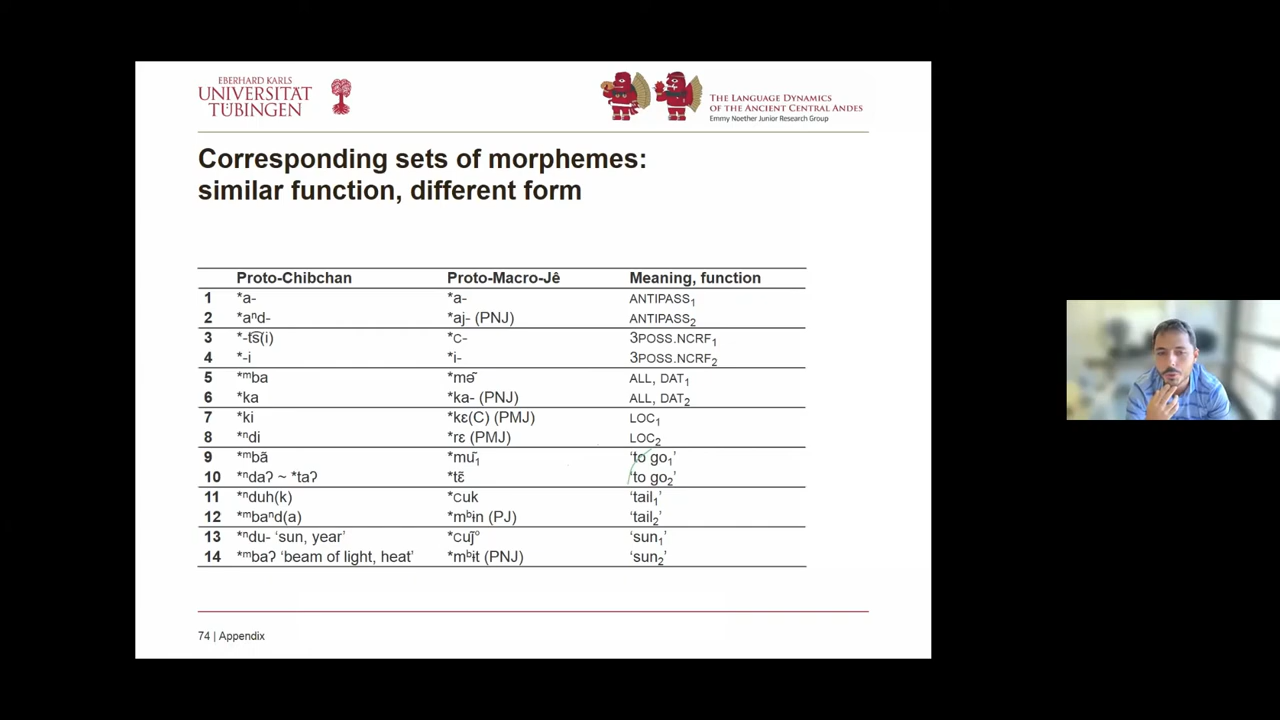 EBERHARD KARLS
UNIVERSITÄT
TÜBINGEN
THE LANGUAGE DYNAMICS
OF THE ANCIENT CENTRAL ANDES
Emmy Noether Junior Research Group
Corresponding sets of morphemes:
similar function, different form
Proto-Chibchan Proto-Macro-Jê Meaning, function
1 *a- *a- ANTIPASS₁
2 *aⁿd- *aj- (PNJ) ANTIPASS₂
3 *-t͡s(i) *c- 3POSS.NCRF₁
4 *-i *i- 3POSS.NCRF₂
5 *ᵐba *mə̃ ALL, DAT₁
6 *ka *ka- (PNJ) ALL, DAT₂
7 *ki *kɛ(C) (PMJ) LOC₁
8 *ⁿdi *rɛ (PMJ) LOC₂
9 *ᵐbã *mũ₁ ‘to go₁’
10 *ⁿdaʔ ~ *taʔ *tɛ̃ ‘to go₂’
11 *ⁿduh(k) *cuk ‘tail₁’
12 *ᵐbaⁿd(a) *mᵇɨn (PJ) ‘tail₂’
13 *ⁿdu- ‘sun, year’ *cuj̃° ‘sun₁’
14 *ᵐbaʔ ‘beam of light, heat’ *mᵇɨt (PNJ) ‘sun₂’
74 | Appendix